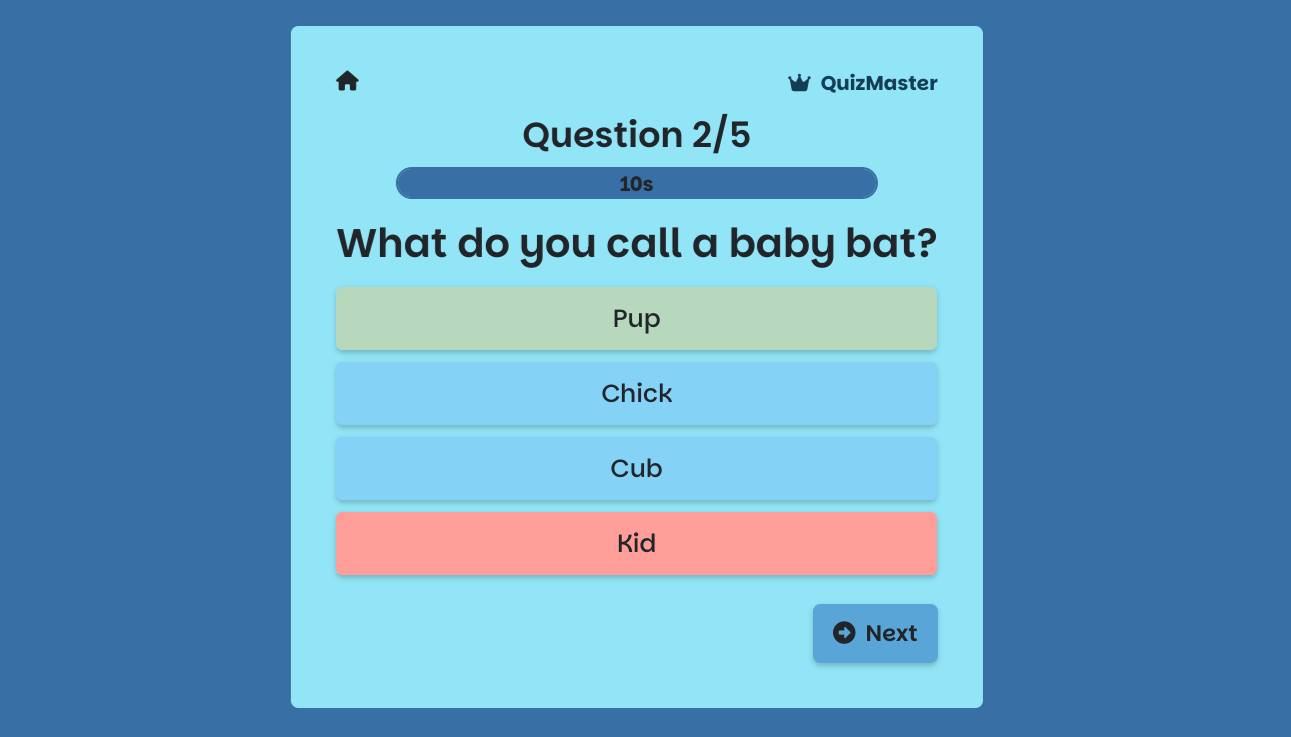 QuizMaster
Question 2/5
10s
What do you call a baby bat?
Pup
Chick
Cub
Kid
Next